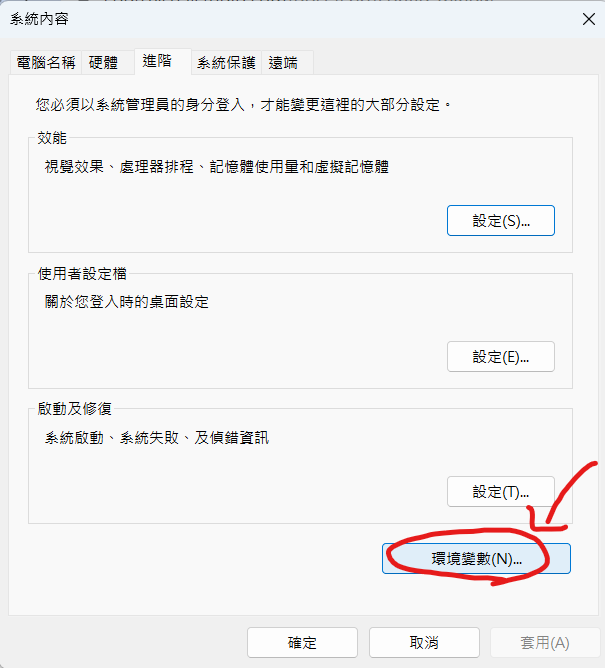 系統內容
電腦名稱 硬體 進階 系統保護 遠端
您必須以系統管理員的身分登入，才能變更這裡的大部分設定。
效能
視覺效果、處理器排程、記憶體使用量和虛擬記憶體
設定(S)...
使用者設定檔
關於您登入時的桌面設定
設定(E)...
啟動及修復
系統啟動、系統失敗、及偵錯資訊
設定(T)...
環境變數(N)...
確定 取消 套用(A)